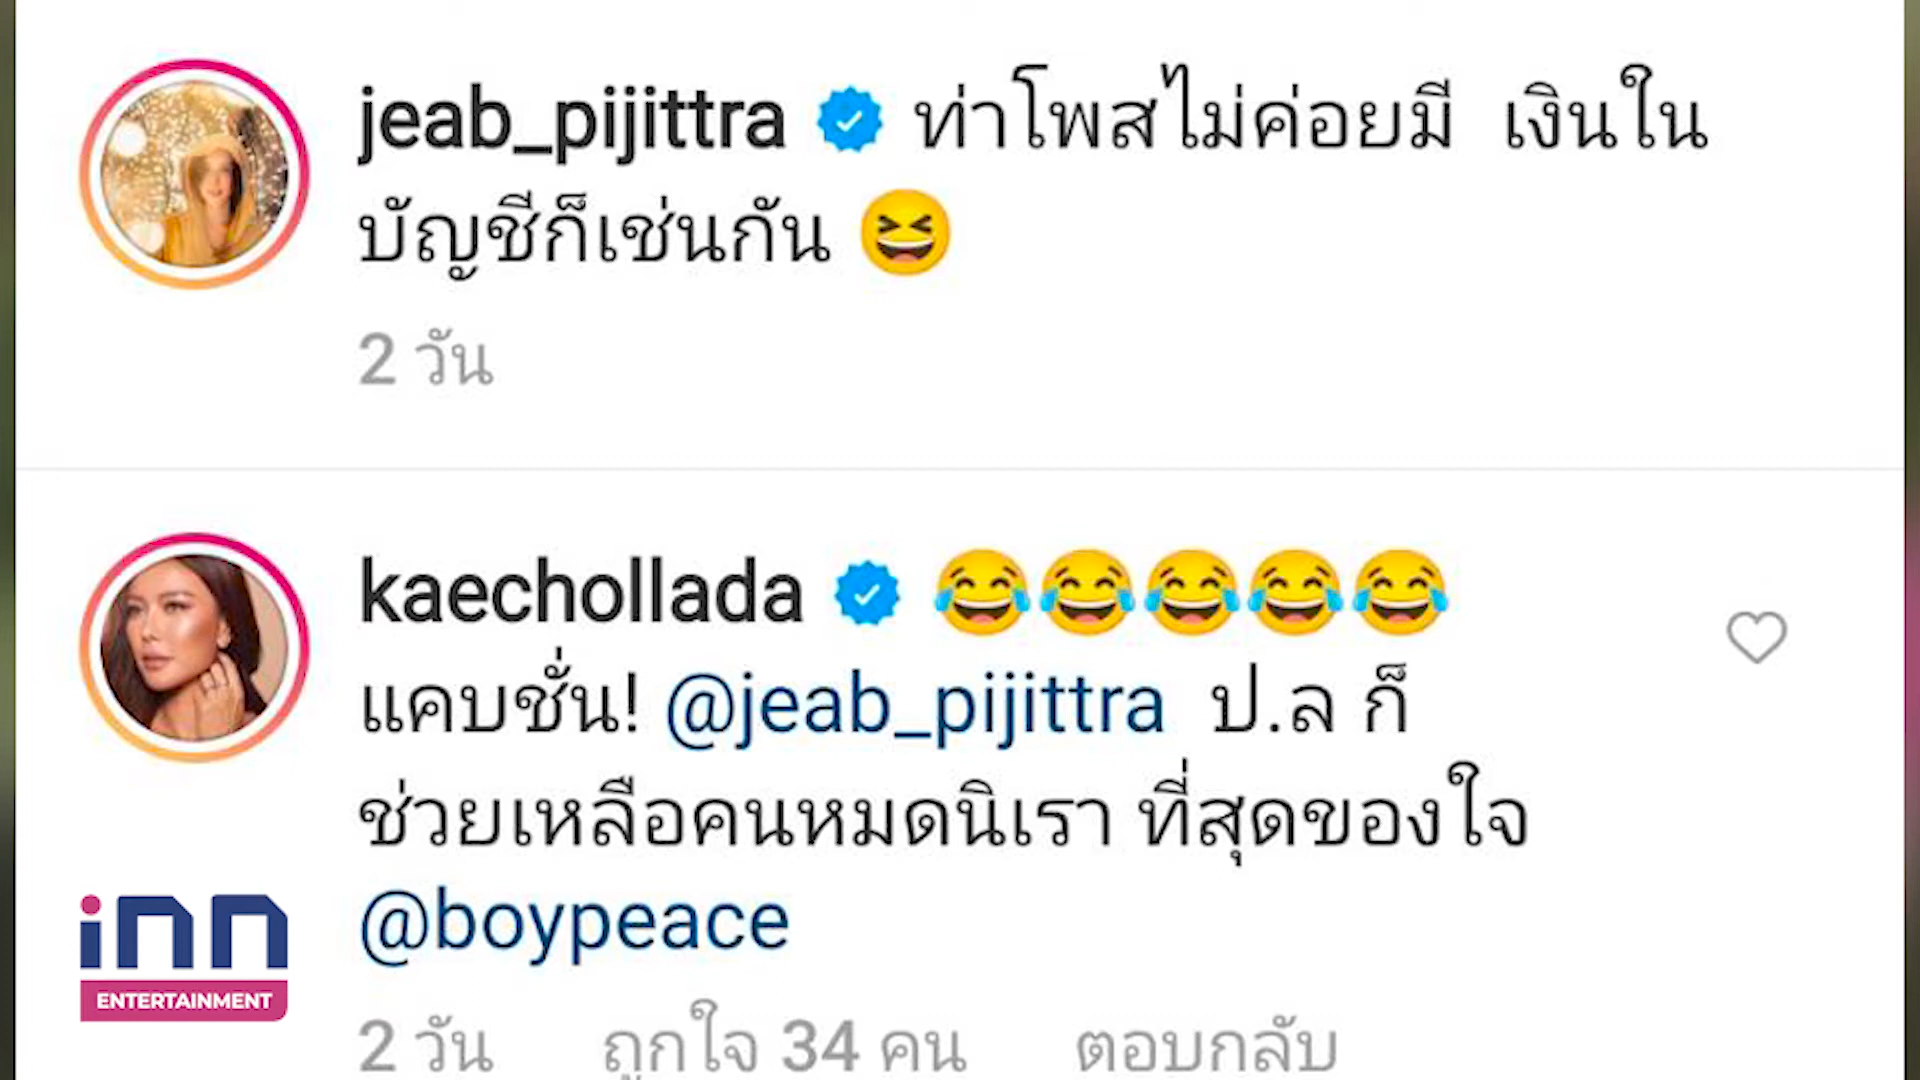 jeab_pijittra ท่าโพสไม่ค่อยมี เงินใน
บัญชีก็เช่นกัน 😆
2 วัน
kaechollada 😂😂😂😂😂
แคบชั่น! @jeab_pijittra ป.ล ก็
ช่วยเหลือคนหมดนิเรา ที่สุดของใจ
@boypeace
2 วัน ถูกใจ 34 คน ตอบกลับ
inn
ENTERTAINMENT